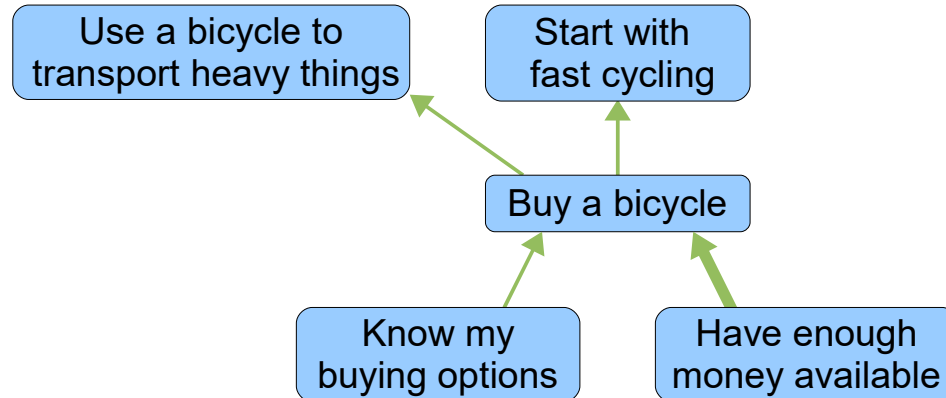 Use a bicycle to
transport heavy things
Start with
fast cycling
Buy a bicycle
Know my
buying options
Have enough
money available